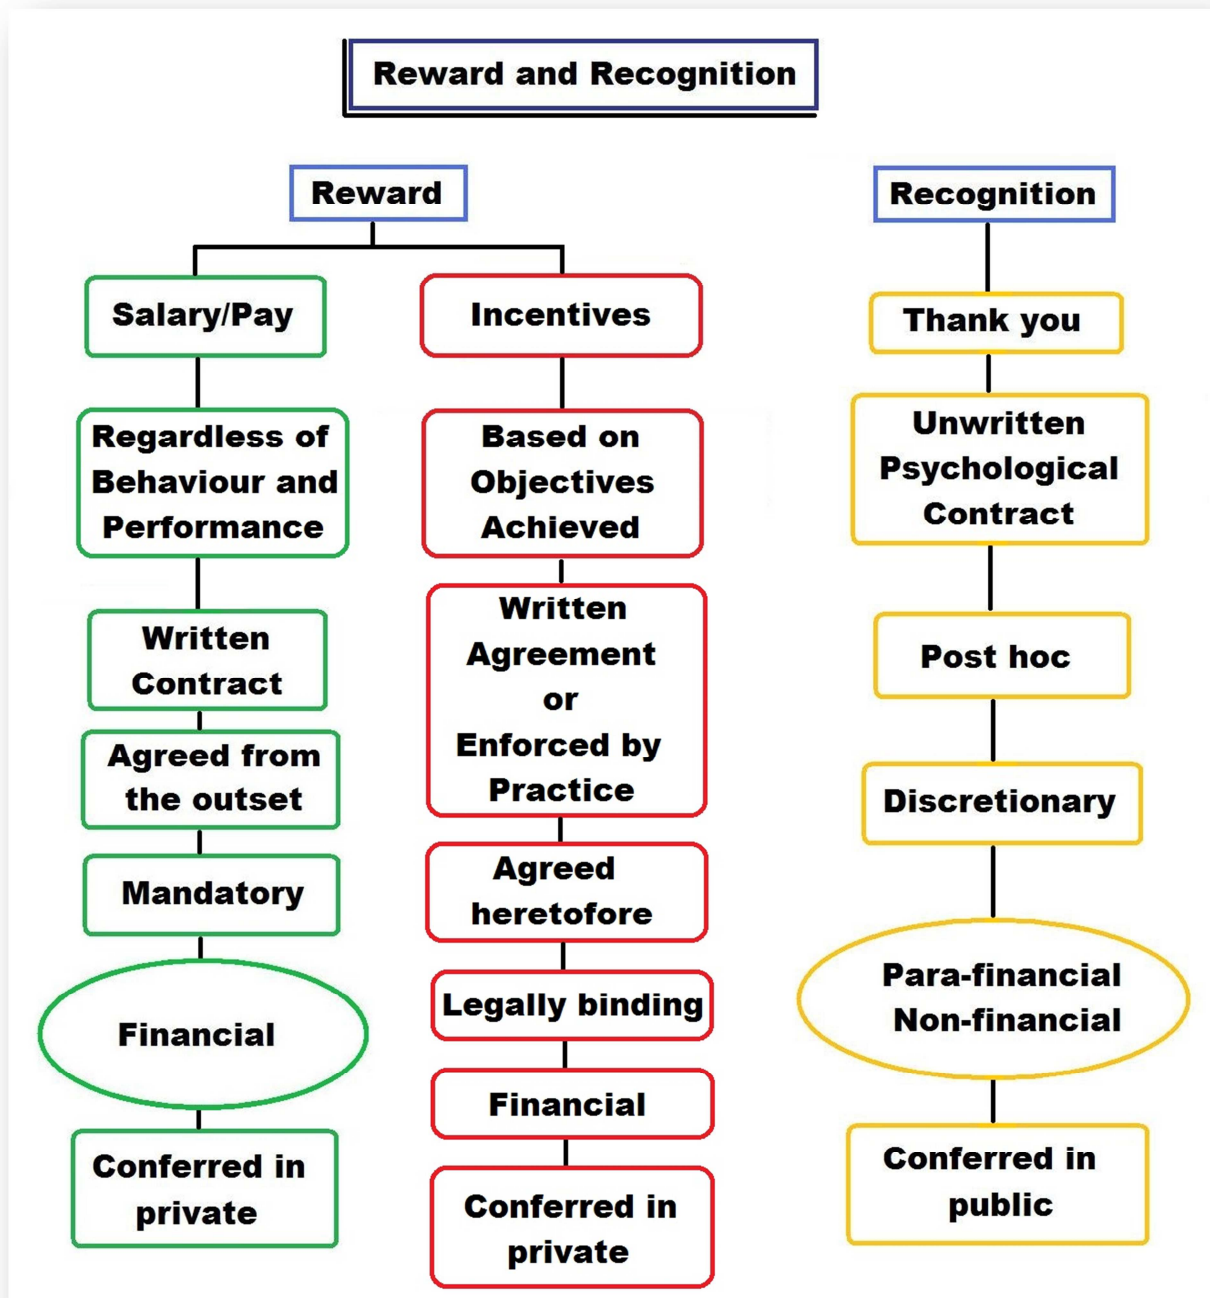 Reward and Recognition
Reward
Salary/Pay
Regardless of
Behaviour and
Performance
Written
Contract
Agreed from
the outset
Mandatory
Financial
Conferred in
private
Incentives
Based on
Objectives
Achieved
Written
Agreement
or
Enforced by
Practice
Agreed
heretofore
Legally binding
Financial
Conferred in
private
Recognition
Thank you
Unwritten
Psychological
Contract
Post hoc
Discretionary
Para-financial
Non-financial
Conferred in
public